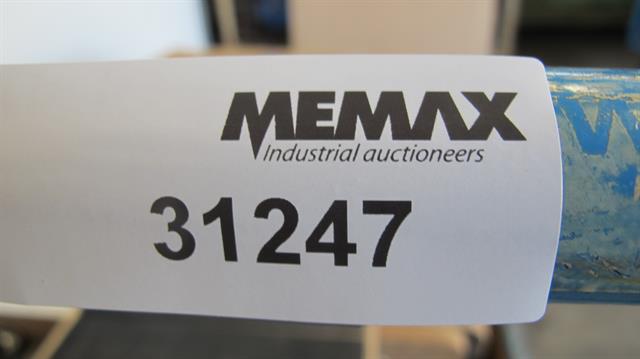 MEMAX
Industrial auctioneers
31247